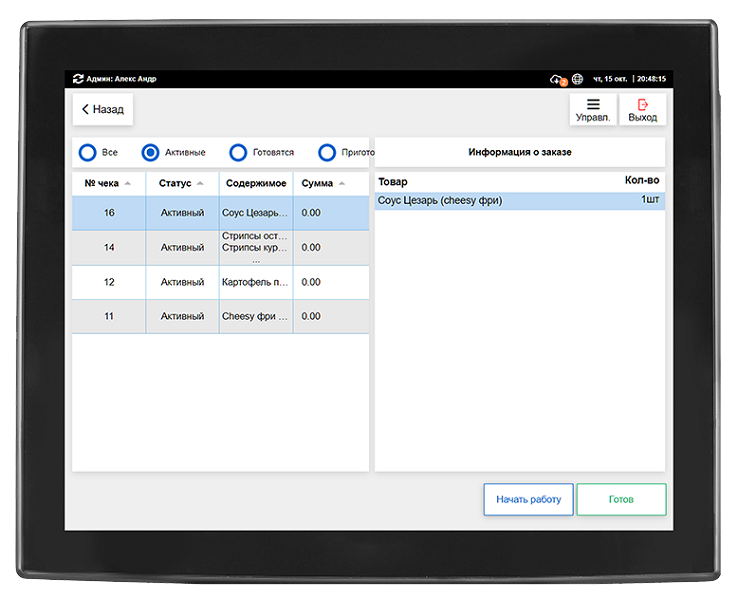 Админ: Алекс Андр
2
чт, 15 окт. | 20:48:15
Назад
Управл.
Выход
Все
Активные
Готовятся
Пригото
Информация о заказе
№ чека
Статус
Содержимое
Сумма
Товар
Кол-во
16
Активный
Соус Цезарь...
0.00
Соус Цезарь (cheesy фри)
1шт
14
Активный
Стрипсы ост...
Стрипсы кур...
...
0.00
12
Активный
Картофель п...
0.00
11
Активный
Cheesy фри ...
0.00
Начать работу
Готов